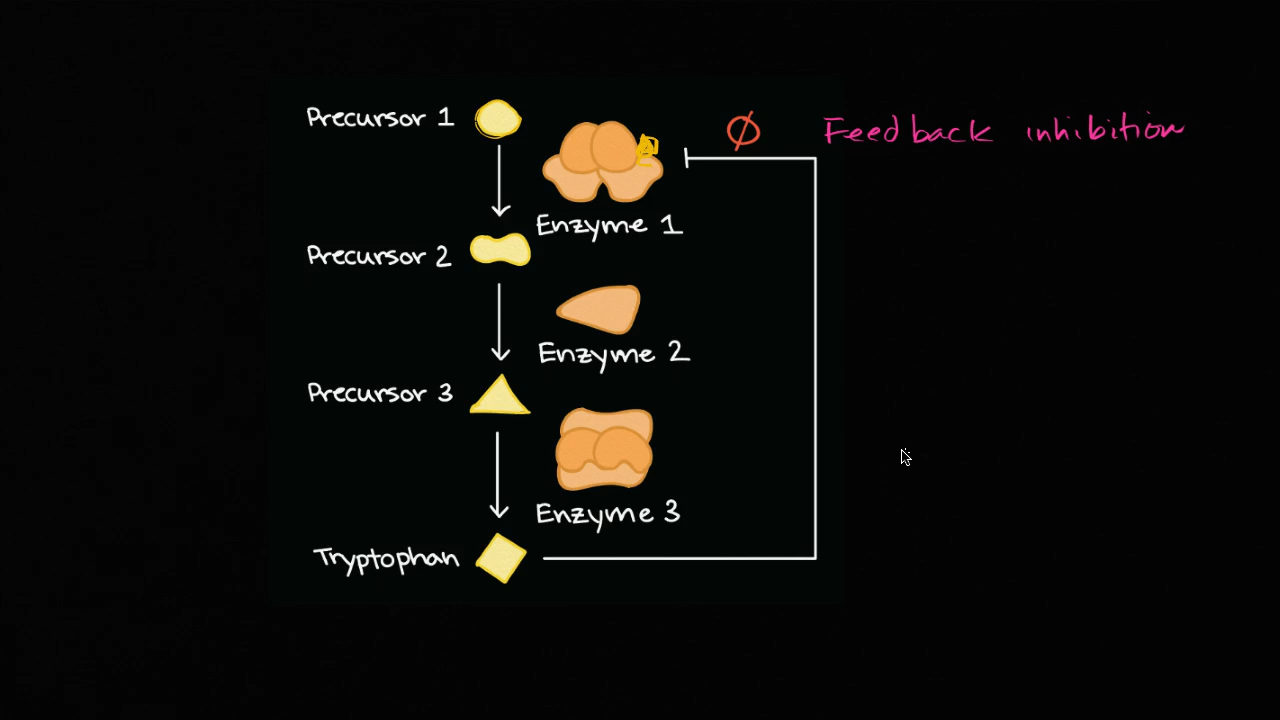 Precursor 1
Ø Feedback inhibition
Enzyme 1
Precursor 2
Enzyme 2
Precursor 3
Enzyme 3
Tryptophan